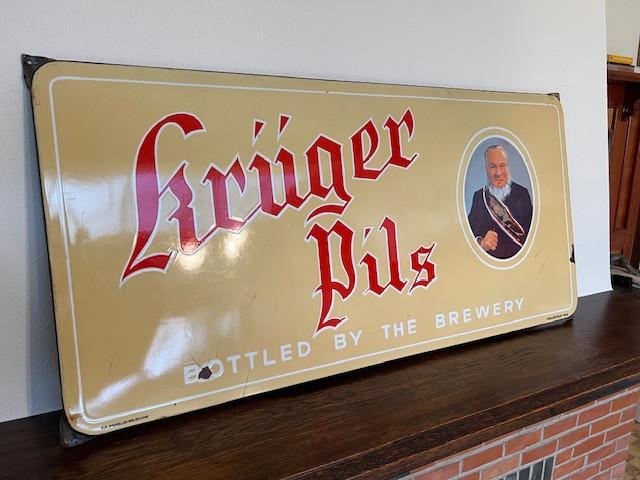 Krüger
Pils
BOTTLED BY THE BREWERY